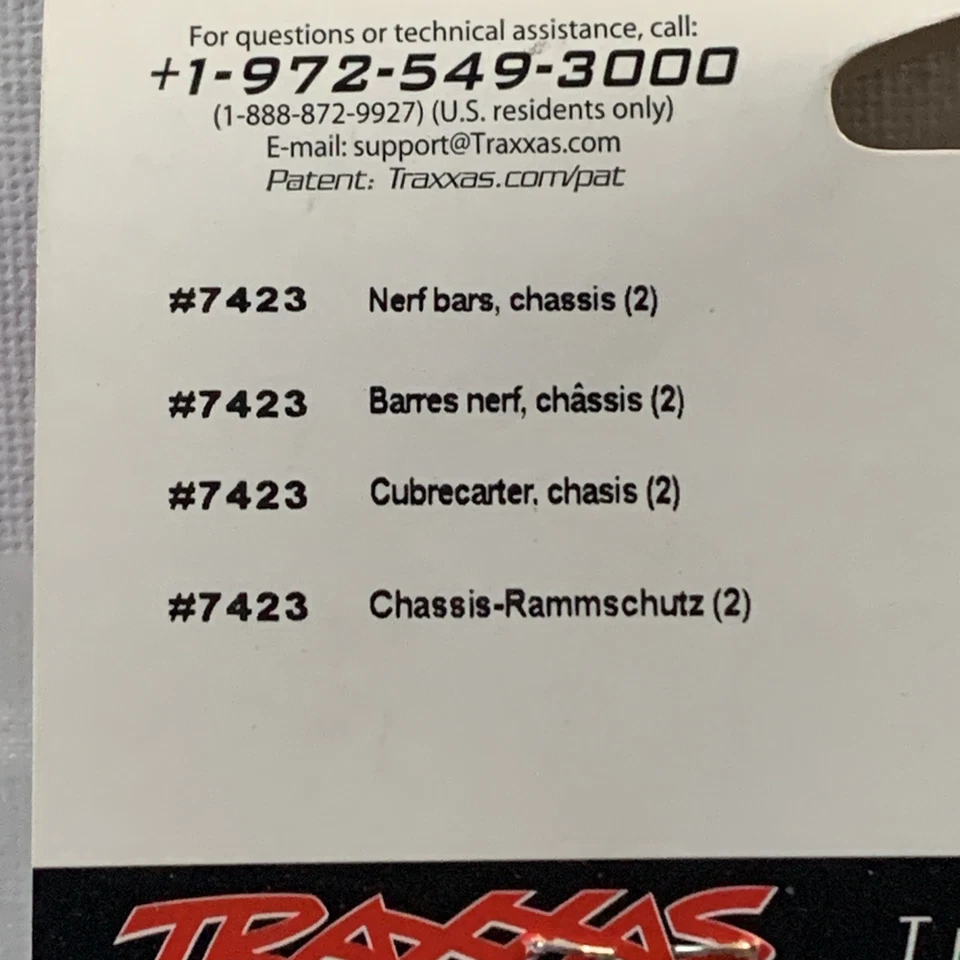 For questions or technical assistance, call:
+1-972-549-3000
(1-888-872-9927) (U.S. residents only)
E-mail: support@Traxxas.com
Patent: Traxxas.com/pat
#7423 Nerf bars, chassis (2)
#7423 Barres nerf, châssis (2)
#7423 Cubrecarter, chasis (2)
#7423 Chassis-Rammschutz (2)
TRAXXAS